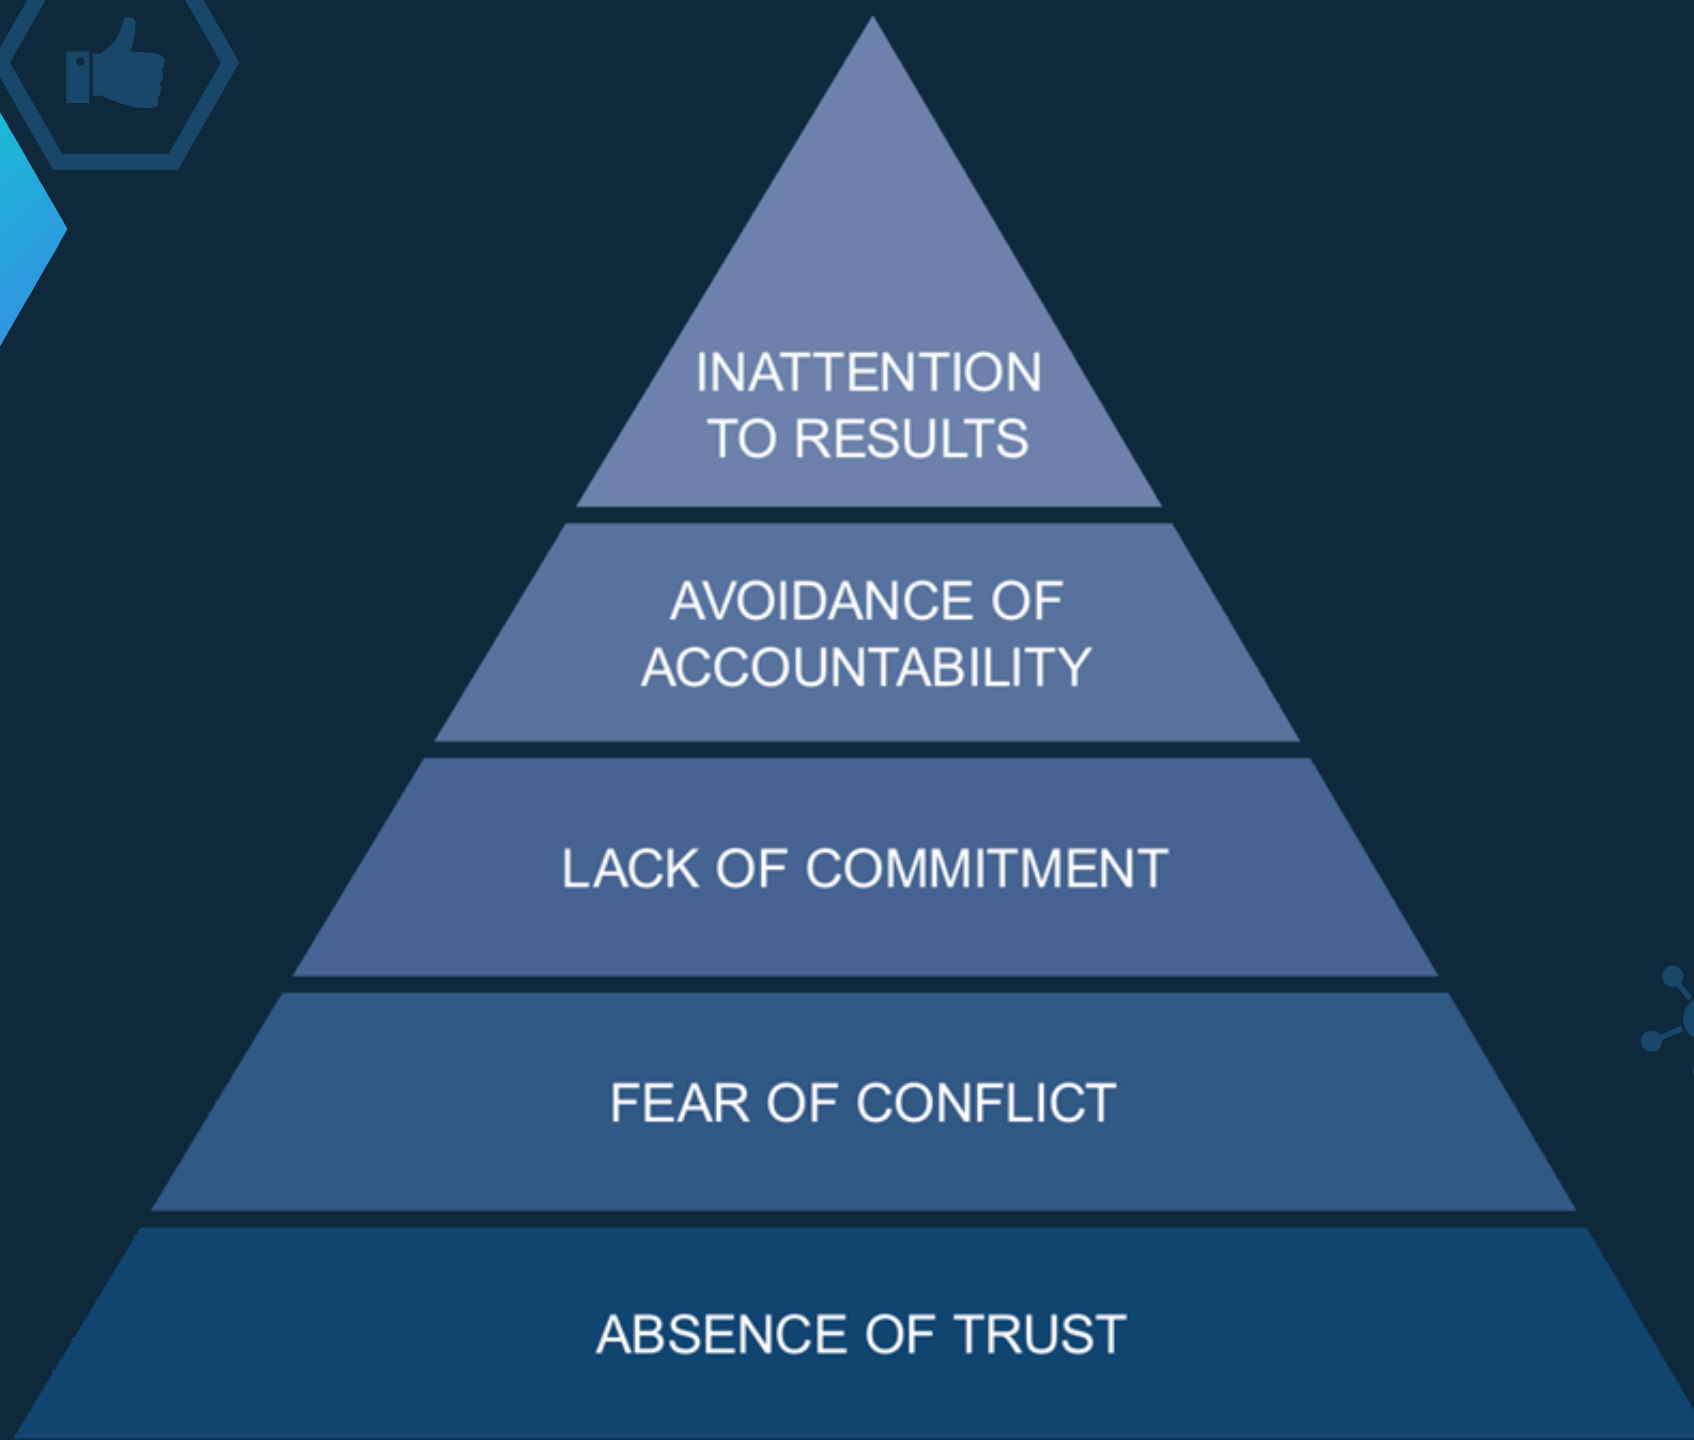 INATTENTION
TO RESULTS
AVOIDANCE OF
ACCOUNTABILITY
LACK OF COMMITMENT
FEAR OF CONFLICT
ABSENCE OF TRUST